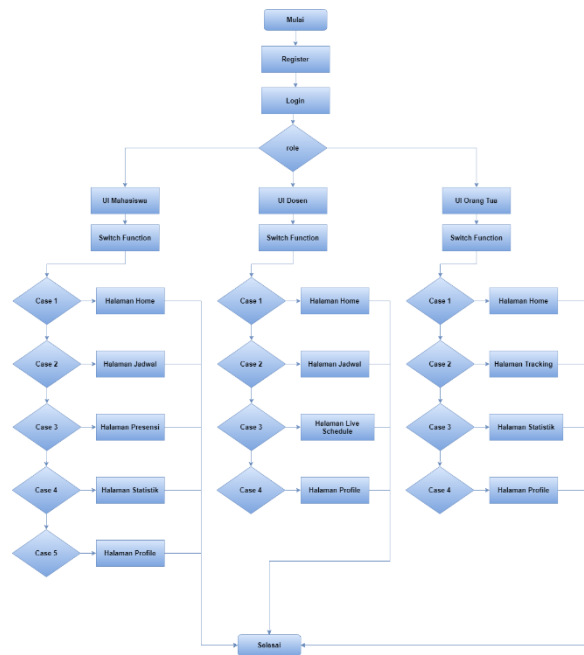 Mulai
Register
Login
role
UI Mahasiswa
UI Dosen
UI Orang Tua
Switch Function
Switch Function
Switch Function
Case 1
Halaman Home
Case 1
Halaman Home
Case 1
Halaman Home
Case 2
Halaman Jadwal
Case 2
Halaman Jadwal
Case 2
Halaman Tracking
Case 3
Halaman Presensi
Case 3
Halaman Live
Schedule
Case 3
Halaman Statistik
Case 4
Halaman Statistik
Case 4
Halaman Profile
Case 4
Halaman Profile
Case 5
Halaman Profile
Selesai